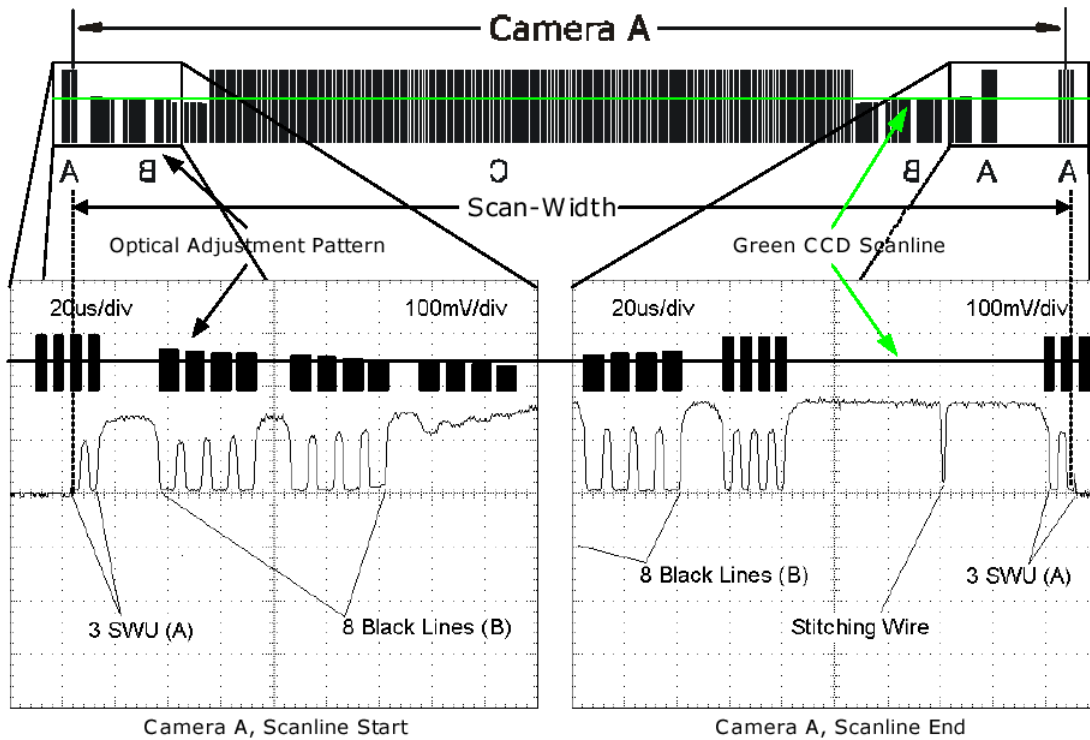 Camera A
A B C B A A
Scan-Width
Optical Adjustment Pattern
Green CCD Scanline
20us/div 100mV/div
20us/div 100mV/div
8 Black Lines (B)
3 SWU (A)
3 SWU (A)
8 Black Lines (B)
Stitching Wire
Camera A, Scanline Start
Camera A, Scanline End